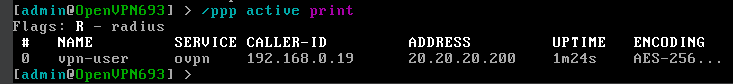 [admin@OpenVPN693] > /ppp active print
Flags: R - radius
# NAME SERVICE CALLER-ID ADDRESS UPTIME ENCODING
0 vpn-user ovpn 192.168.0.19 20.20.20.200 1m24s AES-256...
[admin@OpenVPN693] >